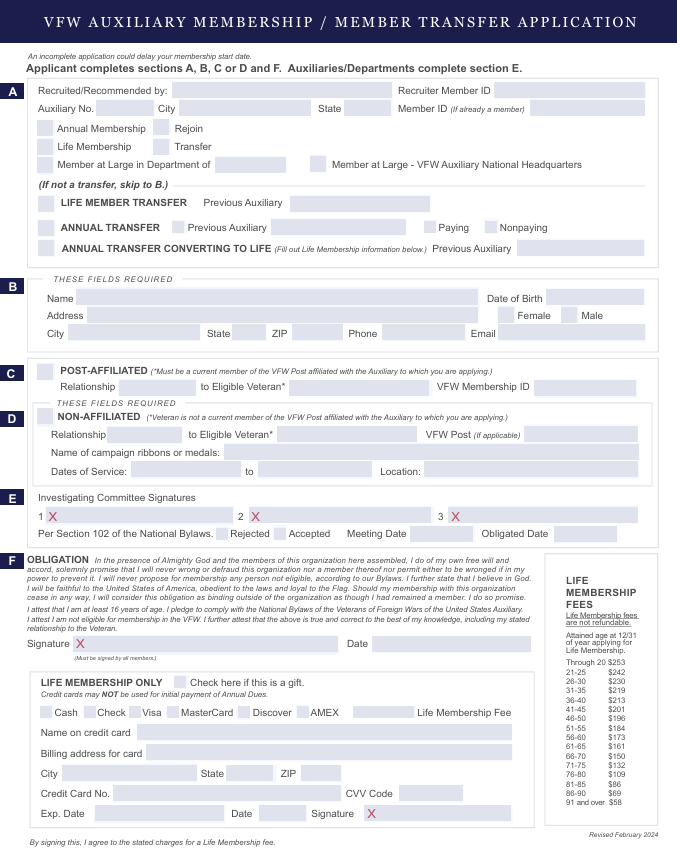 VFW AUXILIARY MEMBERSHIP / MEMBER TRANSFER APPLICATION
An incomplete application could delay your membership start date.
Applicant completes sections A, B, C or D and F. Auxiliaries/Departments complete section E.
A
Recruited/Recommended by: Recruiter Member ID
Auxiliary No. City State Member ID (If already a member)
Annual Membership Rejoin
Life Membership Transfer
Member at Large in Department of Member at Large - VFW Auxiliary National Headquarters
(If not a transfer, skip to B.)
LIFE MEMBER TRANSFER Previous Auxiliary
ANNUAL TRANSFER Previous Auxiliary Paying Nonpaying
ANNUAL TRANSFER CONVERTING TO LIFE (Fill out Life Membership information below.) Previous Auxiliary
B
THESE FIELDS REQUIRED
Name Date of Birth
Address Female Male
City State ZIP Phone Email
C
POST-AFFILIATED (*Must be a current member of the VFW Post affiliated with the Auxiliary to which you are applying.)
Relationship to Eligible Veteran* VFW Membership ID
THESE FIELDS REQUIRED
D
NON-AFFILIATED (*Veteran is not a current member of the VFW Post affiliated with the Auxiliary to which you are applying.)
Relationship to Eligible Veteran* VFW Post (If applicable)
Name of campaign ribbons or medals:
Dates of Service: to Location:
E
Investigating Committee Signatures
1 X 2 X 3 X
Per Section 102 of the National Bylaws. Rejected Accepted Meeting Date Obligated Date
F
OBLIGATION In the presence of Almighty God and the members of this organization here assembled, I do of my own free will and
accord, solemnly promise that I will never wrong or defraud this organization nor a member thereof nor permit either to be wronged if in my
power to prevent it. I will never propose for membership any person not eligible, according to our Bylaws. I further state that I believe in God.
I will be faithful to the United States of America, obedient to the laws and loyal to the Flag. Should my membership with this organization
cease in any way, I will consider this obligation as binding outside of the organization as though I had remained a member. I do so promise.
I attest that I am at least 16 years of age. I pledge to comply with the National Bylaws of the Veterans of Foreign Wars of the United States Auxiliary.
I attest I am not eligible for membership in the VFW. I further attest that the above is true and correct to the best of my knowledge, including my stated
relationship to the Veteran.
Signature X Date
(Must be signed by all members.)
LIFE MEMBERSHIP ONLY Check here if this is a gift.
Credit cards may NOT be used for initial payment of Annual Dues.
Cash Check Visa MasterCard Discover AMEX Life Membership Fee
Name on credit card
Billing address for card
City State ZIP
Credit Card No. CVV Code
Exp. Date Date Signature X
By signing this, I agree to the stated charges for a Life Membership fee.
LIFE
MEMBERSHIP
FEES
Life Membership fees
are not refundable.
Attained age at 12/31
of year applying for
Life Membership.
Through 20 $253
21-25 $242
26-30 $230
31-35 $219
36-40 $213
41-45 $201
46-50 $196
51-55 $184
56-60 $173
61-65 $161
66-70 $150
71-75 $132
76-80 $109
81-85 $86
86-90 $69
91 and over $58
Revised February 2024